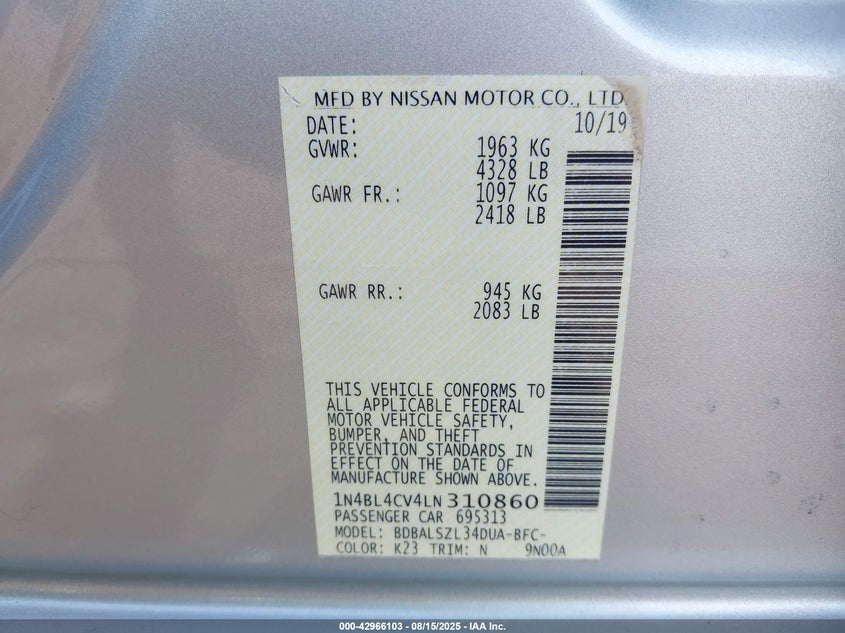 MFD BY NISSAN MOTOR CO., LTD.
DATE: 10/19
GVWR: 1963 KG
4328 LB
GAWR FR.: 1097 KG
2418 LB
GAWR RR.: 945 KG
2083 LB
THIS VEHICLE CONFORMS TO
ALL APPLICABLE FEDERAL
MOTOR VEHICLE SAFETY,
BUMPER, AND THEFT
PREVENTION STANDARDS IN
EFFECT ON THE DATE OF
MANUFACTURE SHOWN ABOVE.
1N4BL4CV4LN310860
PASSENGER CAR 695313
MODEL: BDBALSZL34DUA-BFC-
COLOR: K23 TRIM: N 9N00A
000-42966103 - 08/15/2025 - IAA Inc.